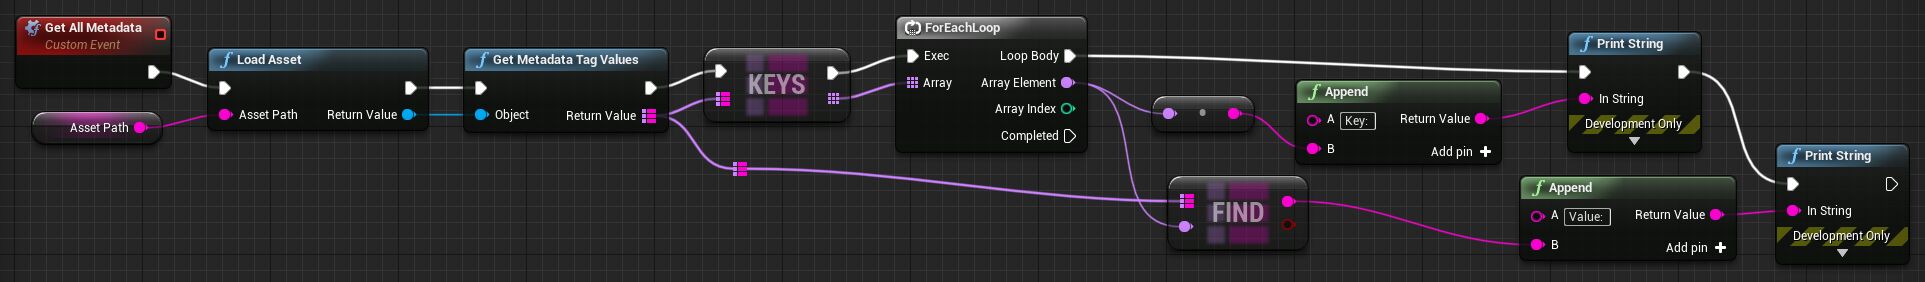 Get All Metadata
Custom Event
Asset Path
Load Asset
Asset Path
Return Value
Get Metadata Tag Values
Object
Return Value
KEYS
ForEachLoop
Exec
Loop Body
Array
Array Element
Array Index
Completed
FIND
Append
A
Key:
Return Value
B
Add pin
Print String
In String
Development Only
Append
A
Value:
Return Value
B
Add pin
Print String
In String
Development Only